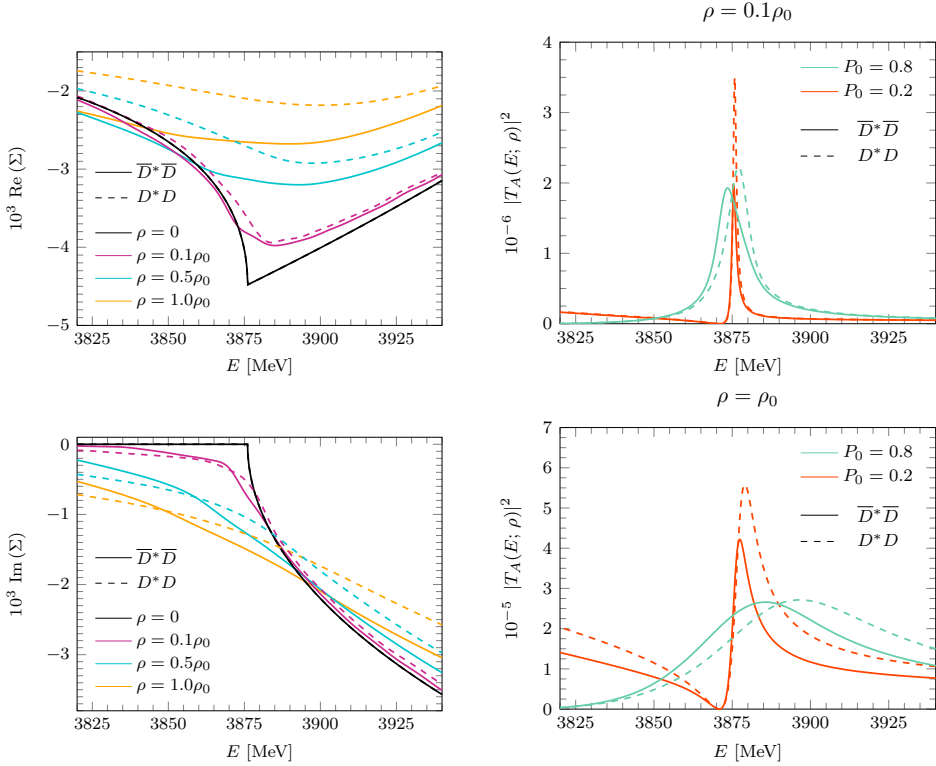 10³ Re (Σ)
−2
−3
−4
−5
3825 3850 3875 3900 3925
E [MeV]
D̅*D̅
D*D
ρ = 0
ρ = 0.1ρ₀
ρ = 0.5ρ₀
ρ = 1.0ρ₀
ρ = 0.1ρ₀
10⁻⁶ |T_A(E; ρ)|²
4
3
2
1
0
3825 3850 3875 3900 3925
E [MeV]
P₀ = 0.8
P₀ = 0.2
D̅*D̅
D*D
10³ Im (Σ)
0
−1
−2
−3
3825 3850 3875 3900 3925
E [MeV]
D̅*D̅
D*D
ρ = 0
ρ = 0.1ρ₀
ρ = 0.5ρ₀
ρ = 1.0ρ₀
ρ = ρ₀
10⁻⁵ |T_A(E; ρ)|²
7
6
5
4
3
2
1
0
3825 3850 3875 3900 3925
E [MeV]
P₀ = 0.8
P₀ = 0.2
D̅*D̅
D*D